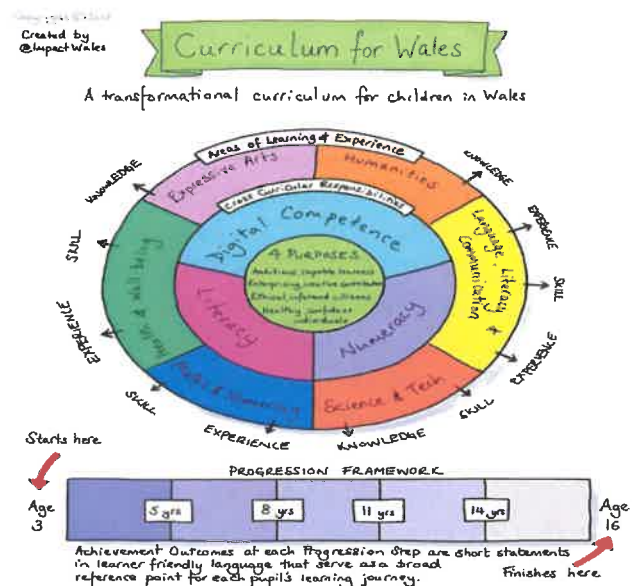 Created by
@ImpactWales
Curriculum for Wales
A transformational curriculum for children in Wales
Areas of Learning & Experience
Expressive Arts
Humanities
Cross Curricular Responsibilities
Digital Competence
Language, Literacy &
Communication
Health & Well being
4 PURPOSES
Ambitious, capable learners
Enterprising, creative contributors
Ethical, informed citizens
Healthy, confident
individuals
Literacy
Numeracy
Maths & Numeracy
Science & Tech
KNOWLEDGE
SKILL
EXPERIENCE
SKILL
EXPERIENCE
KNOWLEDGE
SKILL
EXPERIENCE
SKILL
EXPERIENCE
KNOWLEDGE
Starts here
PROGRESSION FRAMEWORK
Age
3
5 yrs
8 yrs
11 yrs
14 yrs
Age
16
Achievement Outcomes at each Progression Step are short statements
in learner friendly language that serve as a broad
reference point for each pupil's learning journey.
Finishes here